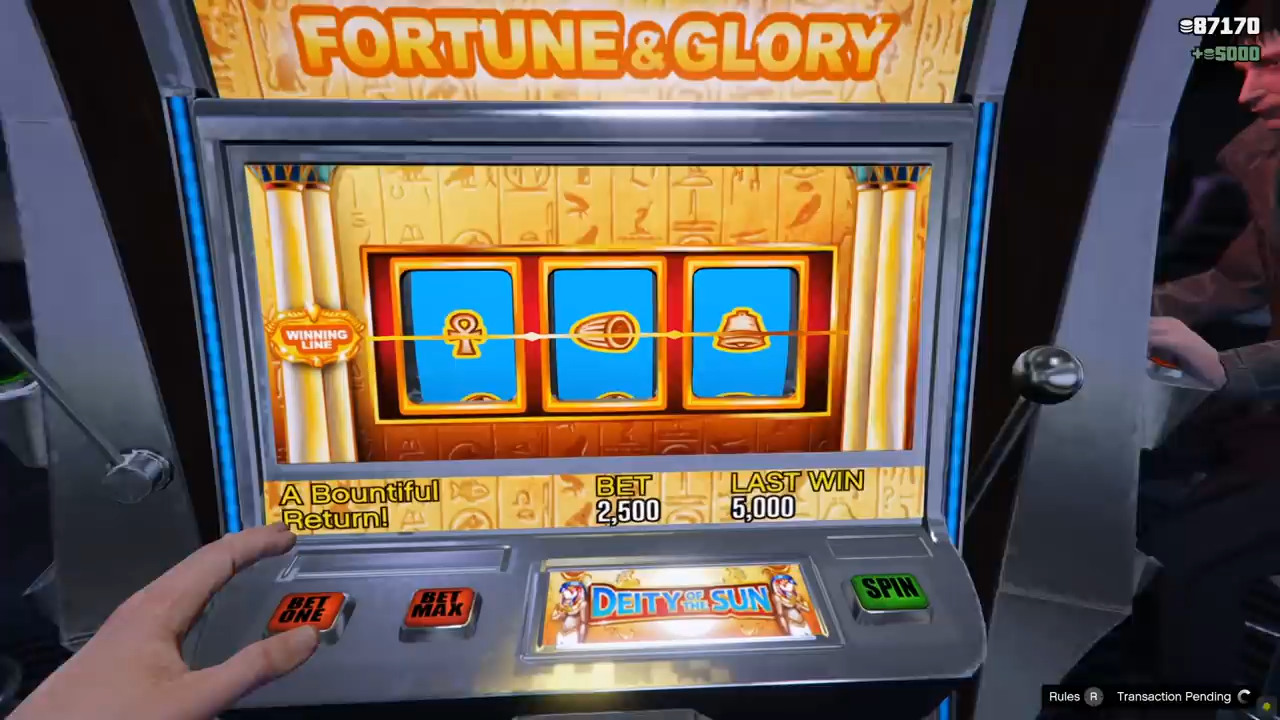 87170
+5000
FORTUNE & GLORY
WINNING
LINE
A Bountiful
Return!
BET
2,500
LAST WIN
5,000
BET
ONE
BET
MAX
DEITY OF THE SUN
SPIN
Rules R Transaction Pending